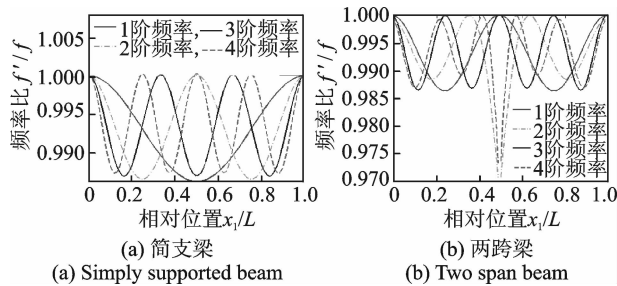 1阶频率, 3阶频率
2阶频率, 4阶频率
1.005
1.000
0.995
0.990
频率比 f′/f
0 0.2 0.4 0.6 0.8 1.0
相对位置x₁/L
(a) 简支梁
(a) Simply supported beam
1.000
0.995
0.990
0.985
0.980
0.975
0.970
频率比 f′/f
1阶频率
2阶频率
3阶频率
4阶频率
0 0.2 0.4 0.6 0.8 1.0
相对位置x₁/L
(b) 两跨梁
(b) Two span beam